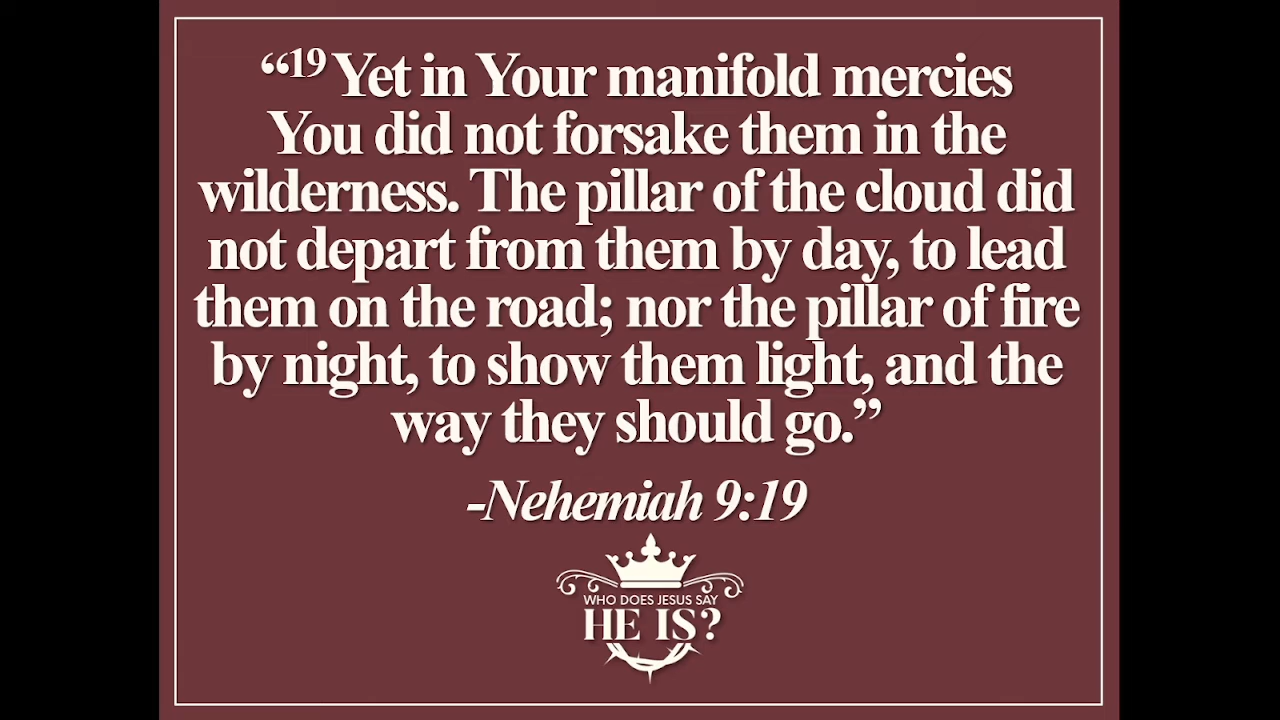 “19 Yet in Your manifold mercies
You did not forsake them in the
wilderness. The pillar of the cloud did
not depart from them by day, to lead
them on the road; nor the pillar of fire
by night, to show them light, and the
way they should go.”
-Nehemiah 9:19
WHO DOES JESUS SAY
HE IS?